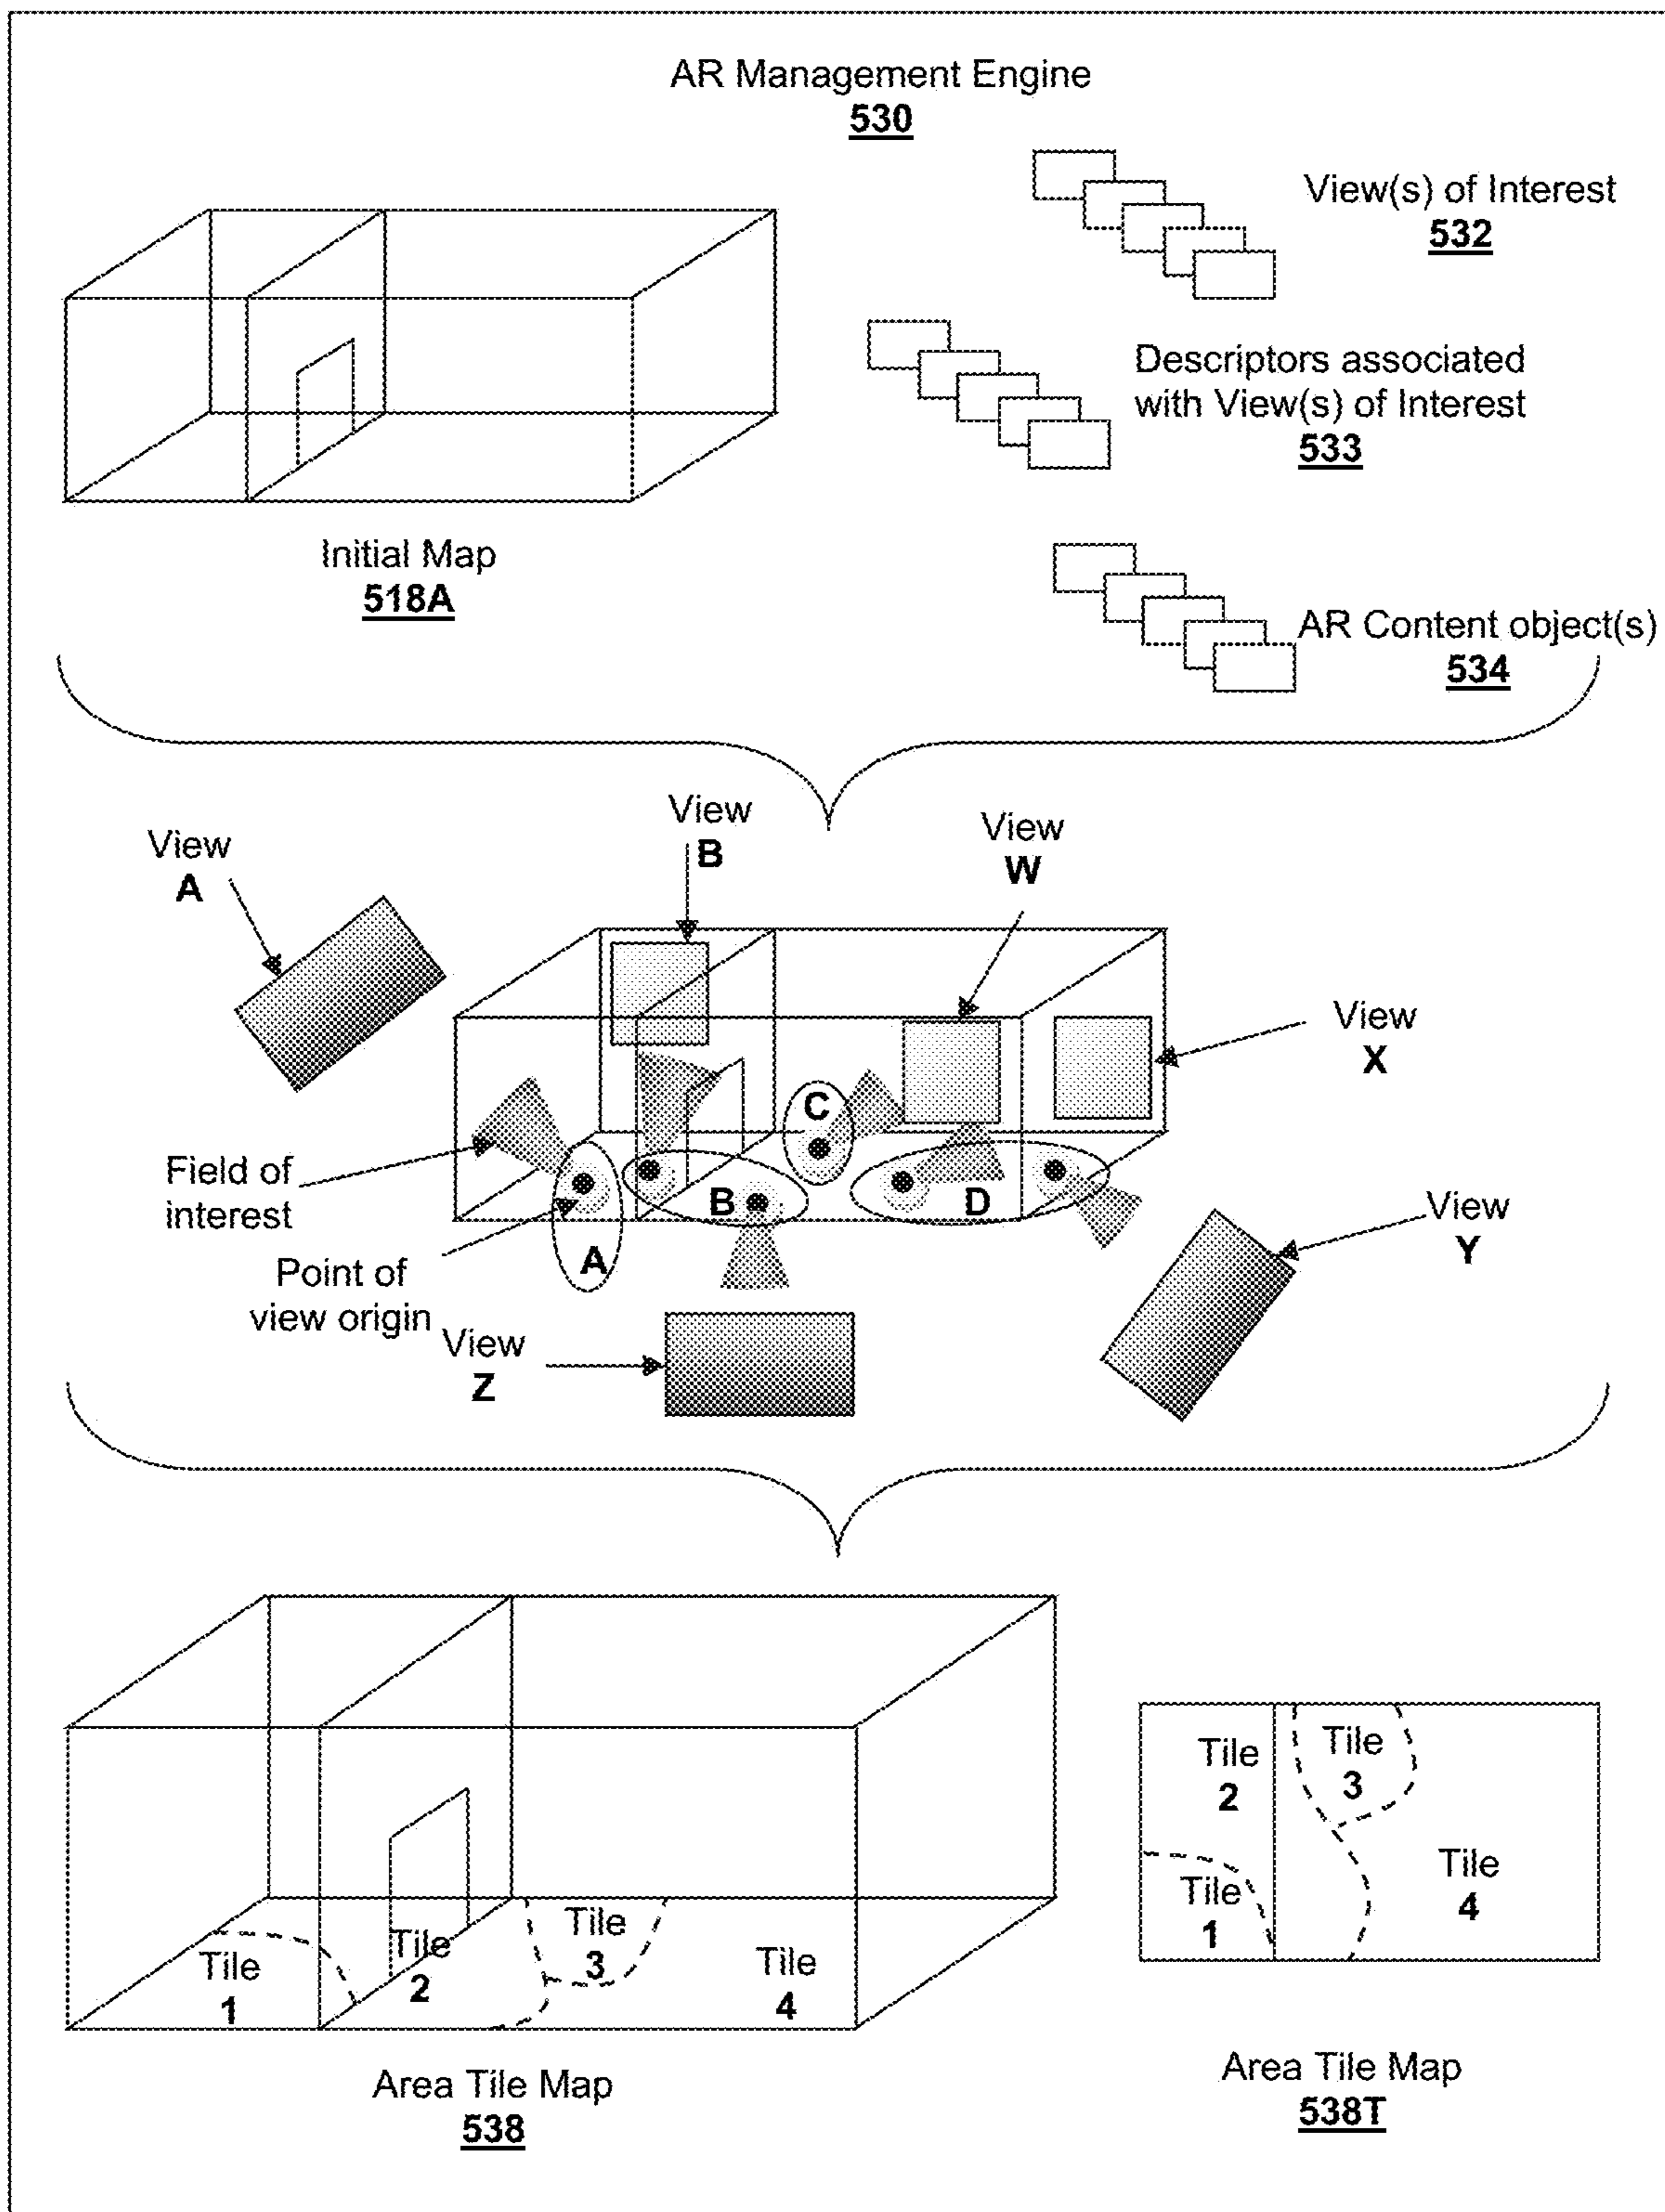 AR Management Engine
530
View(s) of Interest
532
Descriptors associated
with View(s) of Interest
533
Initial Map
518A
AR Content object(s)
534
View
A
View
B
View
W
View
X
C
Field of
interest
B
D
A
Point of
view origin
View
Y
View
Z
Tile
1
Tile
2
Tile
3
Tile
4
Tile
2
Tile
3
Tile
1
Tile
4
Area Tile Map
538
Area Tile Map
538T